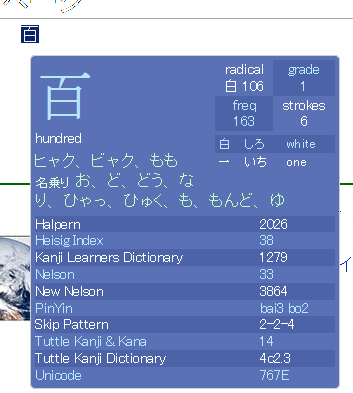 百
百
radical
白 106
grade
1
freq
163
strokes
6
hundred
白 しろ white
一 いち one
ヒャク、 ビャク、 もも
名乗り お、 ど、 どう、 な
り、 ひゃっ、 ひゅく、 も、 もんど、 ゆ
Halpern 2026
Heisig Index 38
Kanji Learners Dictionary 1279
Nelson 33
New Nelson 3864
PinYin bai3 bo2
Skip Pattern 2-2-4
Tuttle Kanji & Kana 14
Tuttle Kanji Dictionary 4c2.3
Unicode 767E
イ